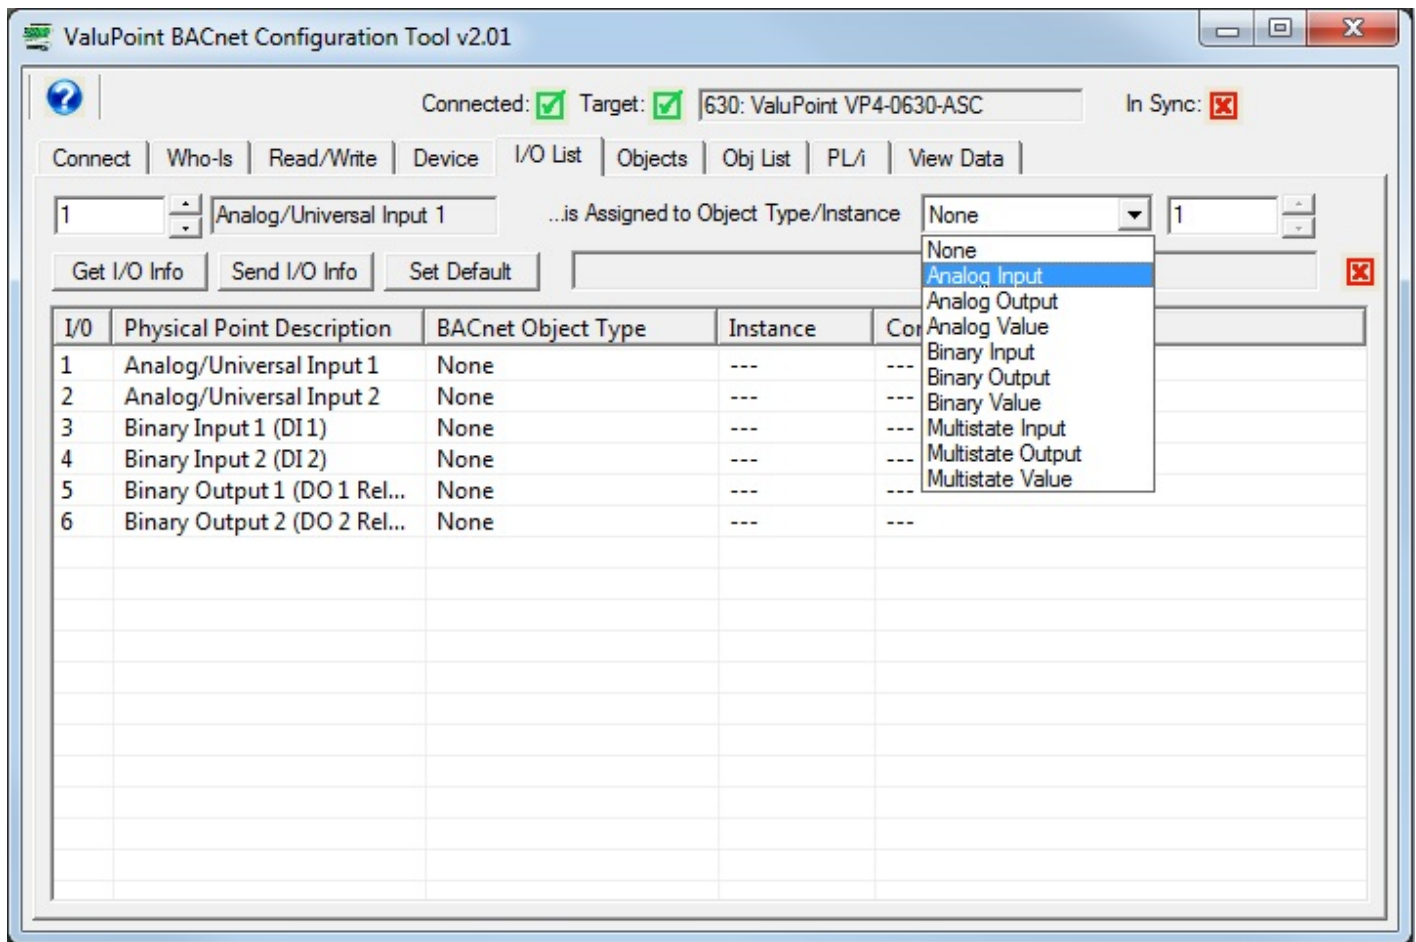 ValuPoint BACnet Configuration Tool v2.01
Connected: Target: 630: ValuPoint VP4-0630-ASC In Sync:
Connect Who-Is Read/Write Device I/O List Objects Obj List PL/i View Data
1 Analog/Universal Input 1 ...is Assigned to Object Type/Instance None 1
Get I/O Info Send I/O Info Set Default
None
Analog Input
Analog Output
Analog Value
Binary Input
Binary Output
Binary Value
Multistate Input
Multistate Output
Multistate Value
I/0 Physical Point Description BACnet Object Type Instance
1 Analog/Universal Input 1 None --- ---
2 Analog/Universal Input 2 None --- ---
3 Binary Input 1 (DI 1) None --- ---
4 Binary Input 2 (DI 2) None --- ---
5 Binary Output 1 (DO 1 Rel... None --- ---
6 Binary Output 2 (DO 2 Rel... None --- ---